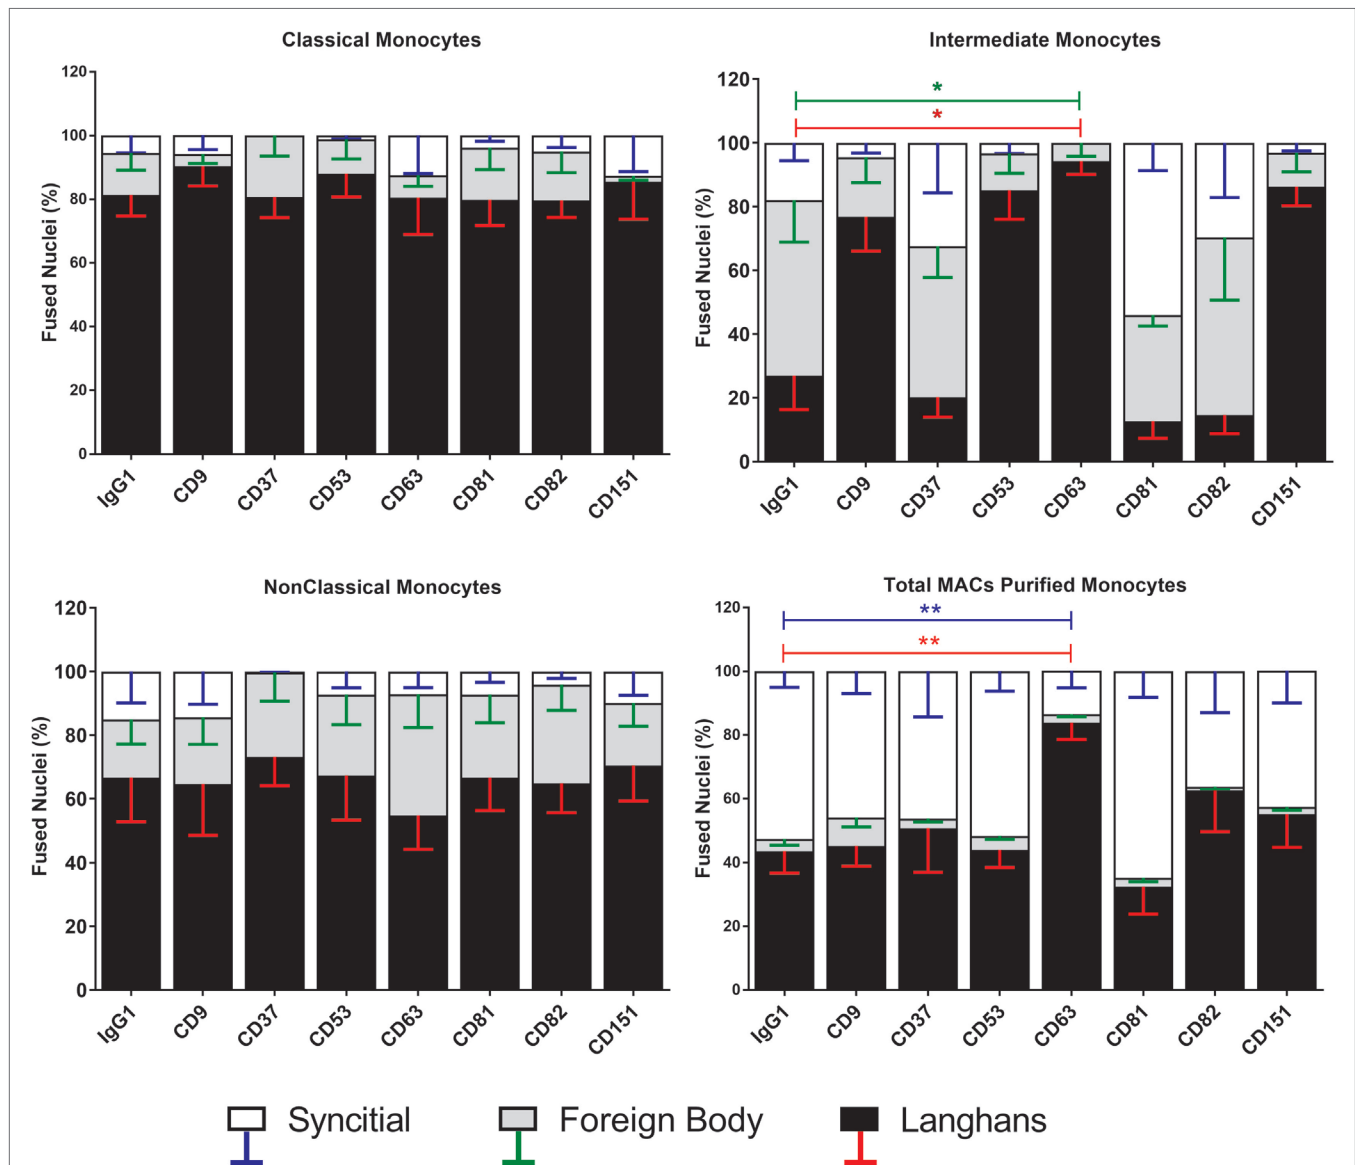 Classical Monocytes
120
100
80
60
40
20
0
Fused Nuclei (%)
IgG1 CD9 CD37 CD53 CD63 CD81 CD82 CD151
Intermediate Monocytes
120
100
80
60
40
20
0
Fused Nuclei (%)
*
*
IgG1 CD9 CD37 CD53 CD63 CD81 CD82 CD151
NonClassical Monocytes
120
100
80
60
40
20
0
Fused Nuclei (%)
IgG1 CD9 CD37 CD53 CD63 CD81 CD82 CD151
Total MACs Purified Monocytes
120
100
80
60
40
20
0
Fused Nuclei (%)
**
**
IgG1 CD9 CD37 CD53 CD63 CD81 CD82 CD151
Syncitial Foreign Body Langhans